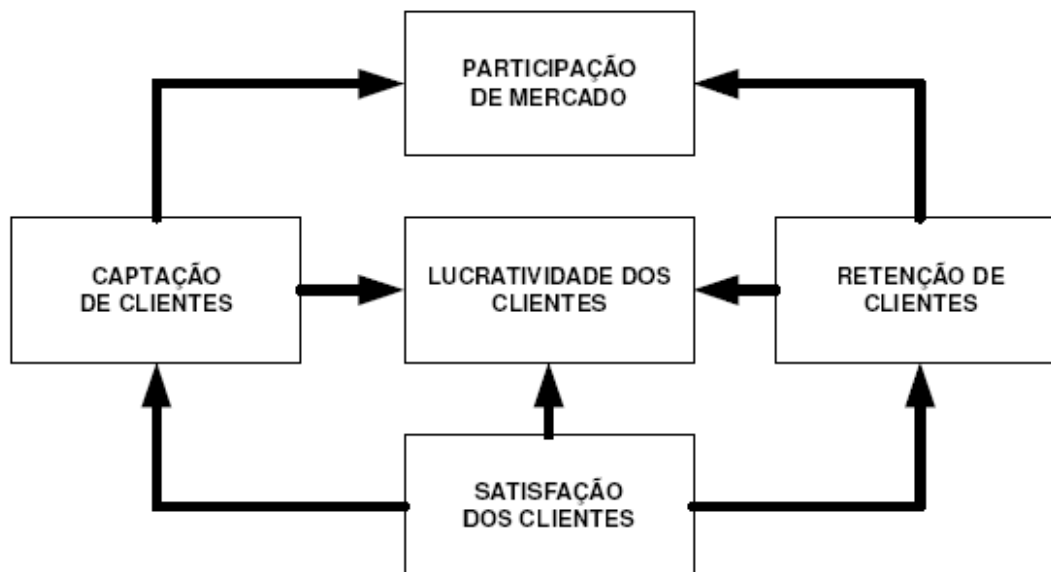 PARTICIPAÇÃO
DE MERCADO
CAPTAÇÃO
DE CLIENTES
LUCRATIVIDADE DOS
CLIENTES
RETENÇÃO DE
CLIENTES
SATISFAÇÃO
DOS CLIENTES